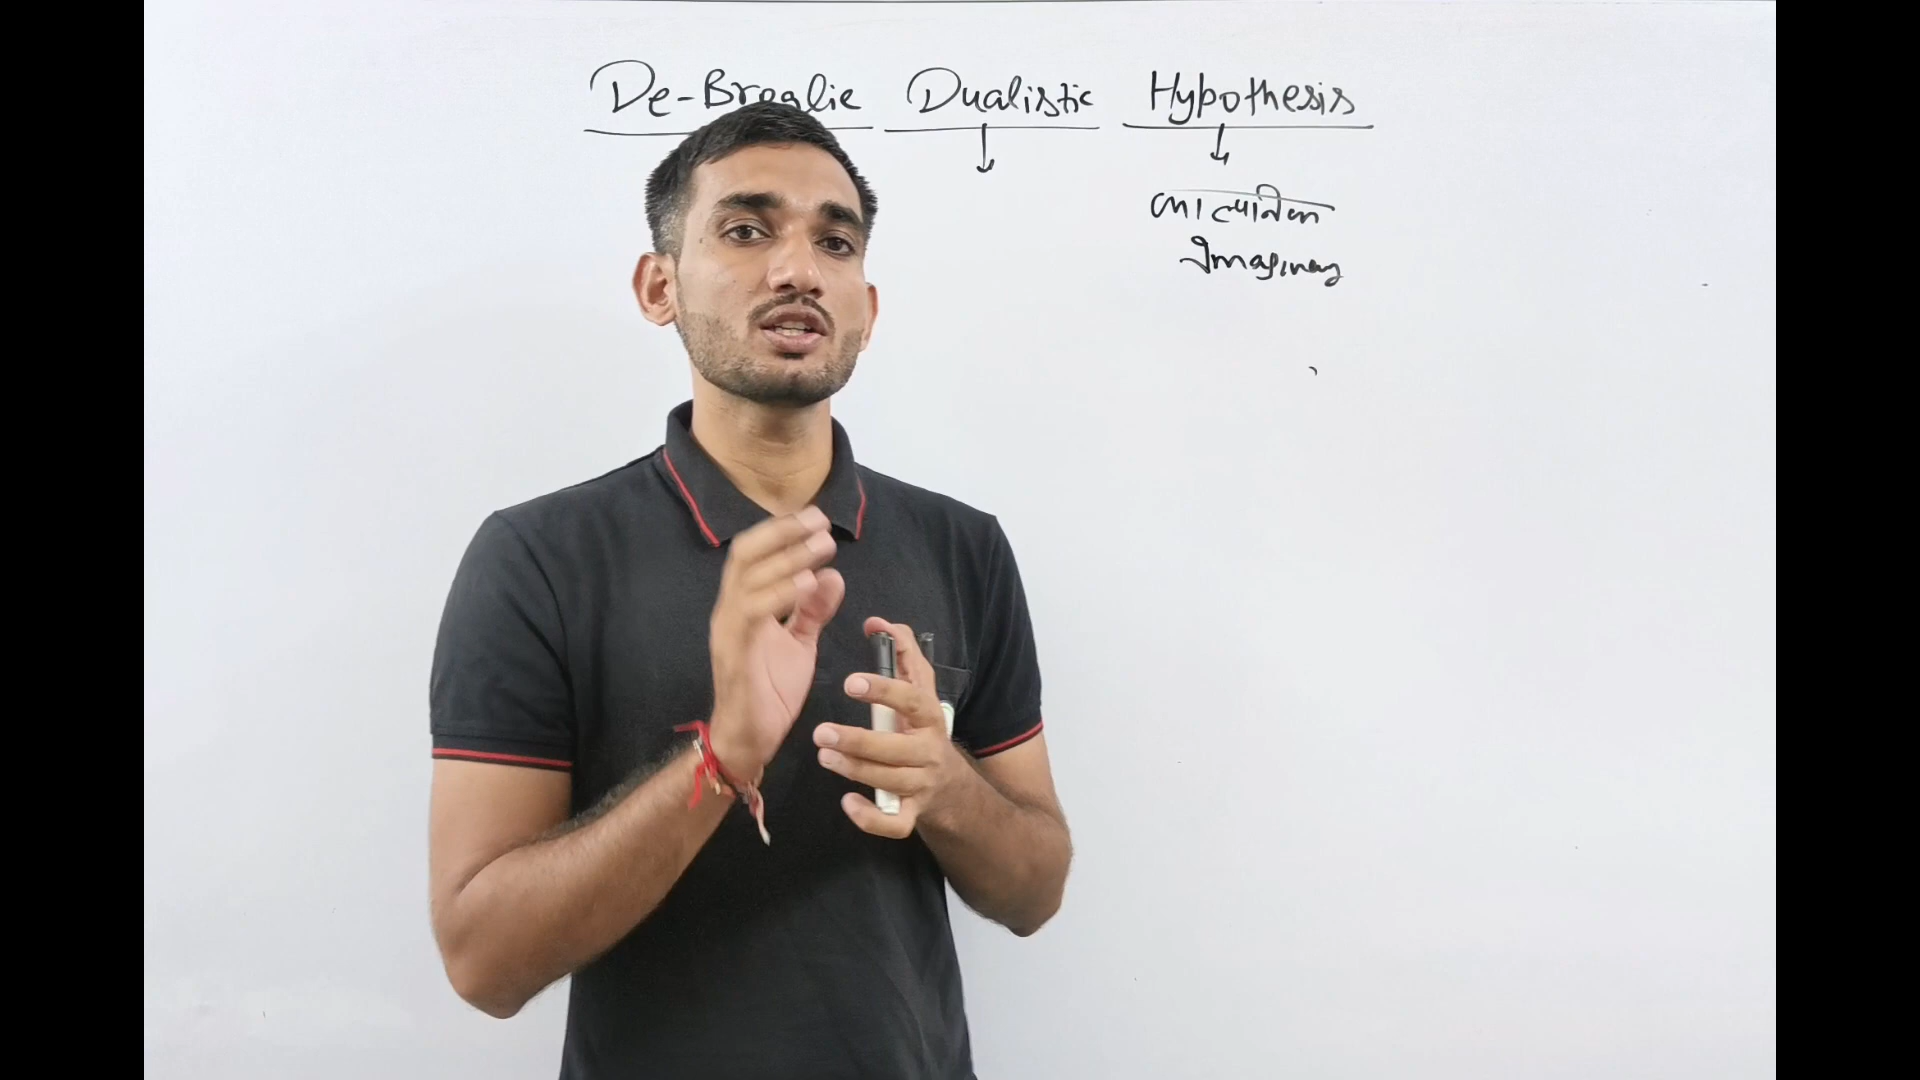 De-Broglie Dualistic Hypothesis
काल्पनिक
Imaginary